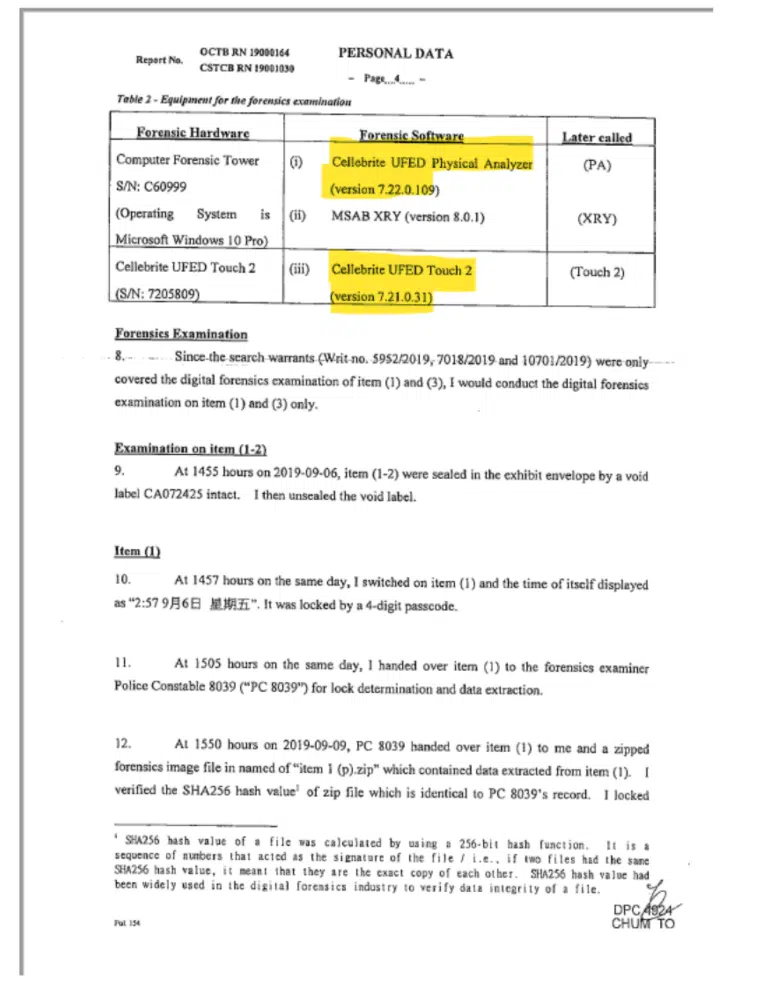 Report No. OCTB RN 19000164
CSTCB RN 19001030
PERSONAL DATA
– Page....4..... –
Table 2 - Equipment for the forensics examination
Forensic Hardware Forensic Software Later called
Computer Forensic Tower (i) Cellebrite UFED Physical Analyzer (PA)
S/N: C60999 (version 7.22.0.109)
(Operating System is (ii) MSAB XRY (version 8.0.1) (XRY)
Microsoft Windows 10 Pro)
Cellebrite UFED Touch 2 (iii) Cellebrite UFED Touch 2 (Touch 2)
(S/N: 7205809) (version 7.21.0.31)
Forensics Examination
8. Since the search warrants (Writ no. 5952/2019, 7018/2019 and 10701/2019) were only
covered the digital forensics examination of item (1) and (3), I would conduct the digital forensics
examination on item (1) and (3) only.
Examination on item (1-2)
9. At 1455 hours on 2019-09-06, item (1-2) were sealed in the exhibit envelope by a void
label CA072425 intact. I then unsealed the void label.
Item (1)
10. At 1457 hours on the same day, I switched on item (1) and the time of itself displayed
as “2:57 9月6日 星期五”. It was locked by a 4-digit passcode.
11. At 1505 hours on the same day, I handed over item (1) to the forensics examiner
Police Constable 8039 (“PC 8039”) for lock determination and data extraction.
12. At 1550 hours on 2019-09-09, PC 8039 handed over item (1) to me and a zipped
forensics image file in named of “item 1 (p).zip” which contained data extracted from item (1). I
verified the SHA256 hash value¹ of zip file which is identical to PC 8039’s record. I locked
¹ SHA256 hash value of a file was calculated by using a 256-bit hash function. It is a
sequence of numbers that acted as the signature of the file / i.e., if two files had the same
SHA256 hash value, it meant that they are the exact copy of each other. SHA256 hash value had
been widely used in the digital forensics industry to verify data integrity of a file.
DPC 4924
CHUM TO
Pol. 154